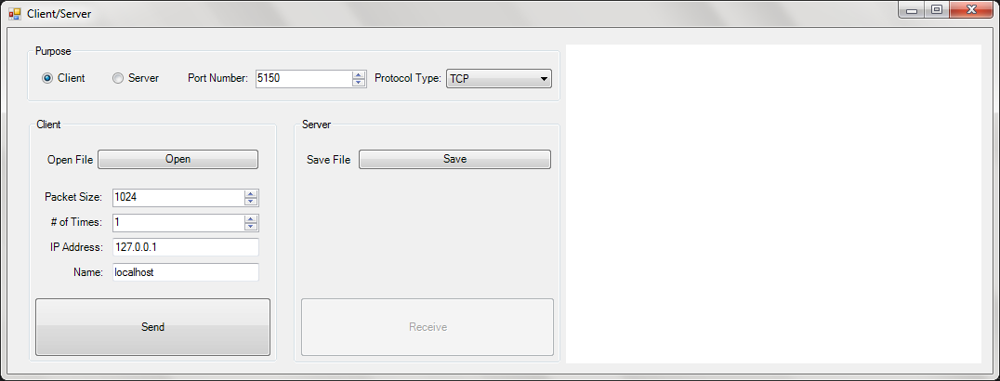 Client/Server
Purpose
Client Server Port Number: 5150 Protocol Type: TCP
Client
Open File Open
Packet Size: 1024
# of Times: 1
IP Address: 127.0.0.1
Name: localhost
Send
Server
Save File Save
Receive